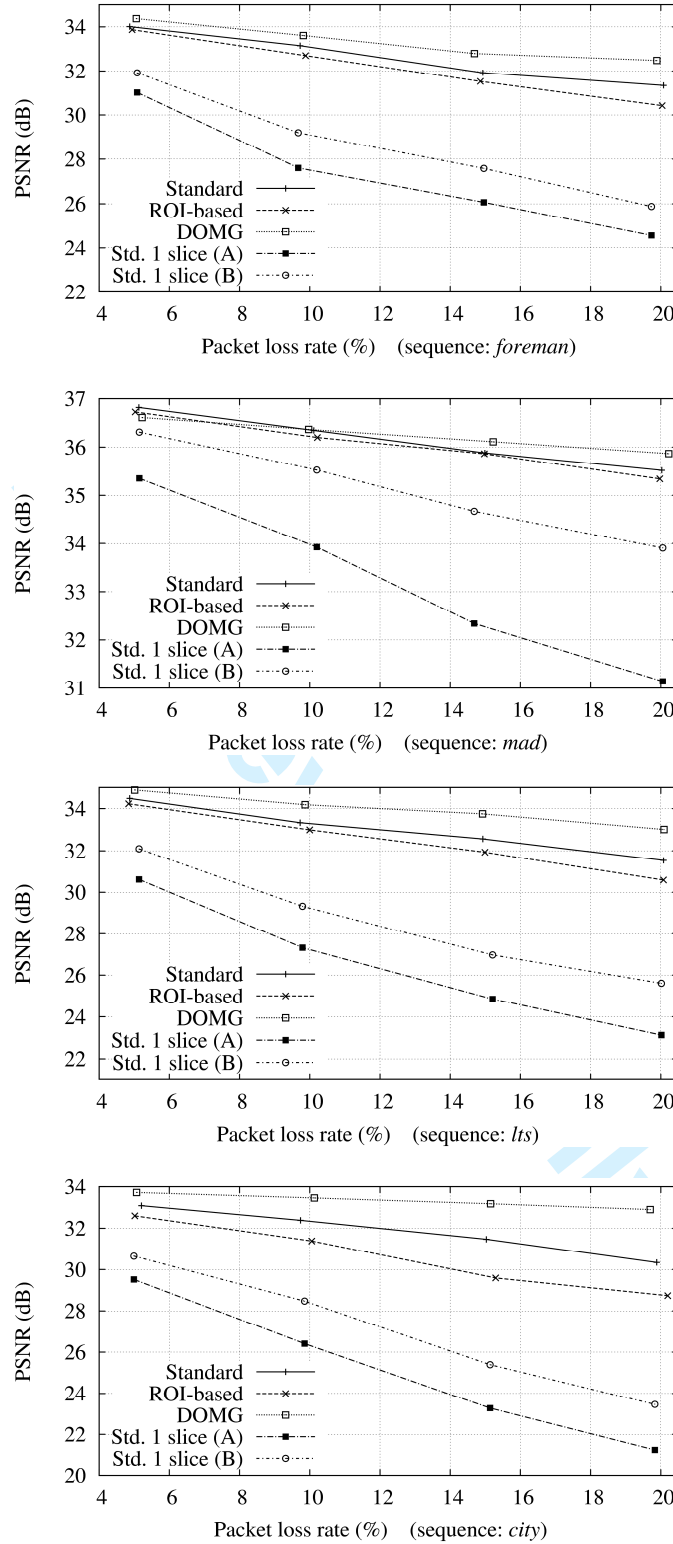 34
32
30
28
26
24
22
PSNR (dB)
Standard
ROI-based
DOMG
Std. 1 slice (A)
Std. 1 slice (B)
4 6 8 10 12 14 16 18 20
Packet loss rate (%) (sequence: foreman)
37
36
35
34
33
32
31
PSNR (dB)
Standard
ROI-based
DOMG
Std. 1 slice (A)
Std. 1 slice (B)
4 6 8 10 12 14 16 18 20
Packet loss rate (%) (sequence: mad)
34
32
30
28
26
24
22
PSNR (dB)
Standard
ROI-based
DOMG
Std. 1 slice (A)
Std. 1 slice (B)
4 6 8 10 12 14 16 18 20
Packet loss rate (%) (sequence: lts)
34
32
30
28
26
24
22
20
PSNR (dB)
Standard
ROI-based
DOMG
Std. 1 slice (A)
Std. 1 slice (B)
4 6 8 10 12 14 16 18 20
Packet loss rate (%) (sequence: city)